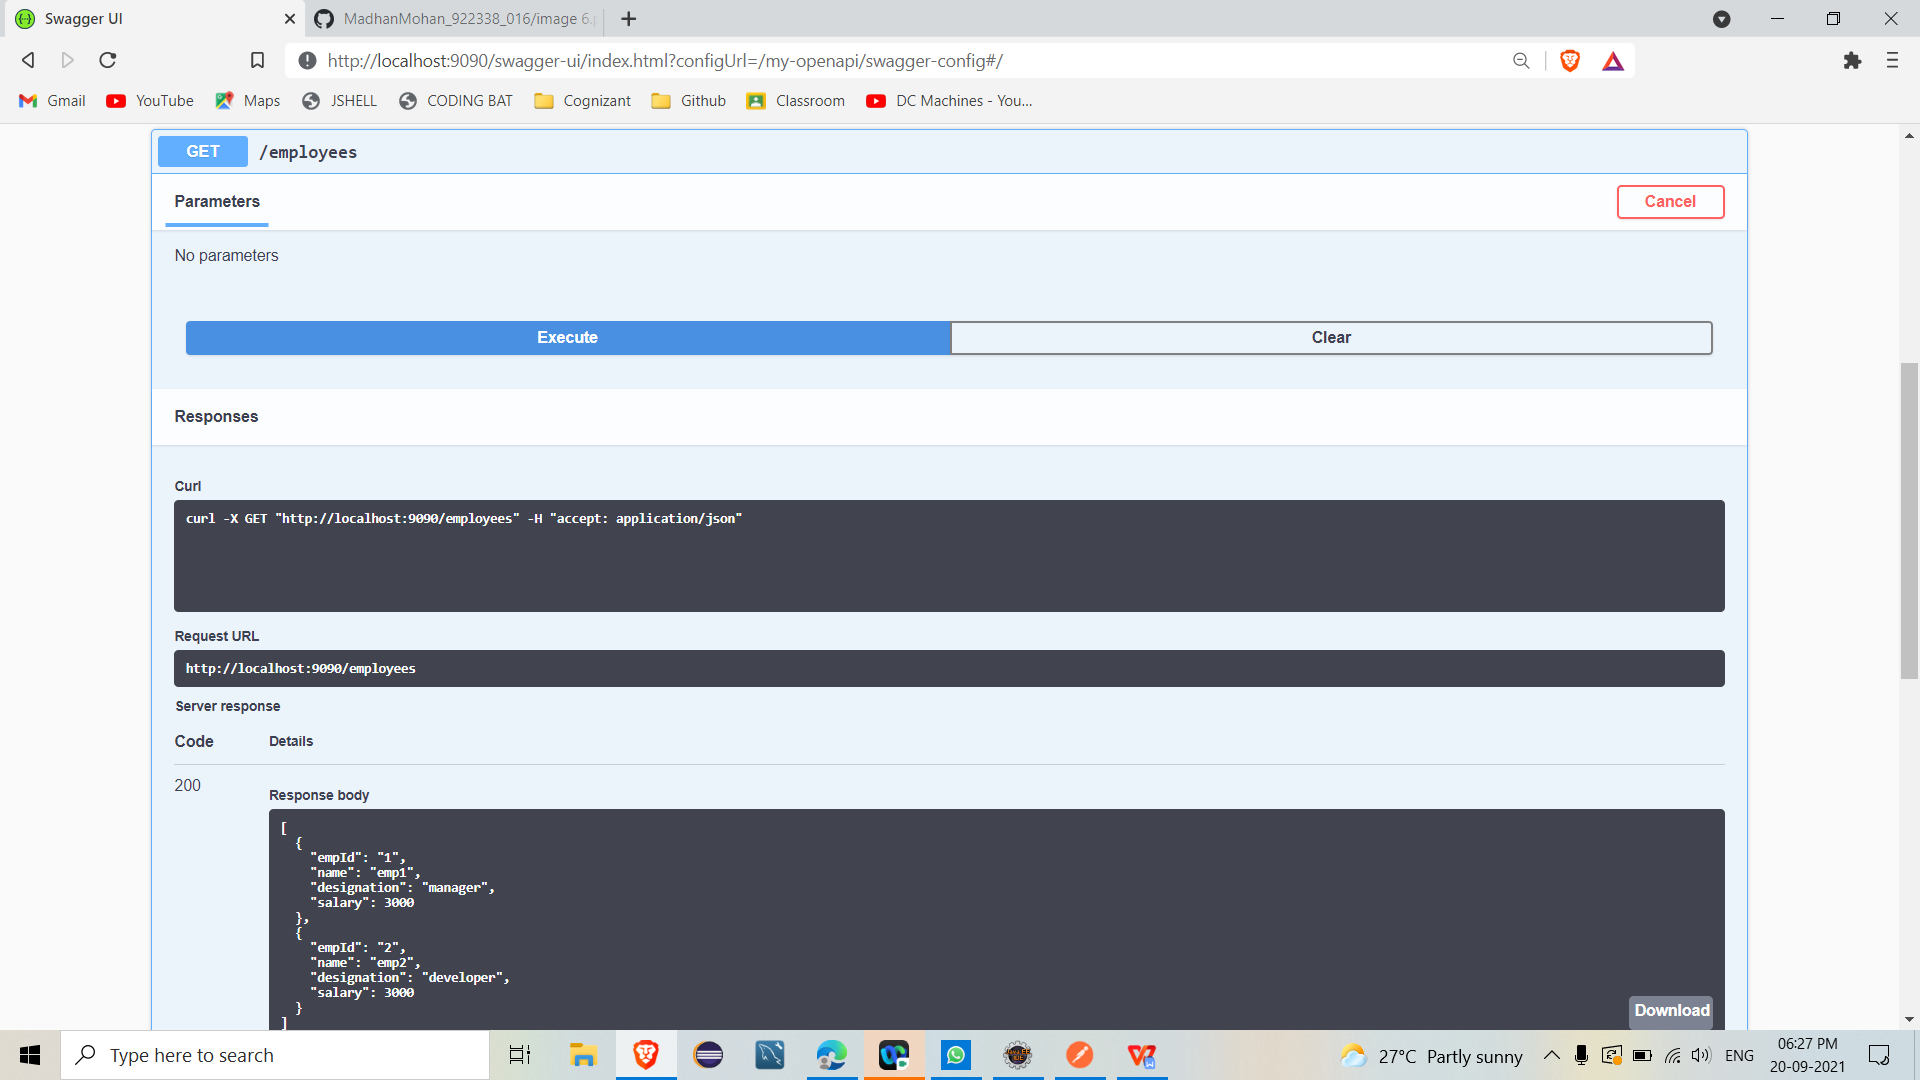 Swagger UI
MadhanMohan_922338_016/image 6.p
http://localhost:9090/swagger-ui/index.html?configUrl=/my-openapi/swagger-config#/
Gmail YouTube Maps JSHELL CODING BAT Cognizant Github Classroom DC Machines - You...
GET /employees
Parameters
Cancel
No parameters
Execute
Clear
Responses
Curl
curl -X GET "http://localhost:9090/employees" -H "accept: application/json"
Request URL
http://localhost:9090/employees
Server response
Code Details
200
Response body
[
{
"empId": "1",
"name": "emp1",
"designation": "manager",
"salary": 3000
},
{
"empId": "2",
"name": "emp2",
"designation": "developer",
"salary": 3000
}
]
Download
Type here to search
27°C Partly sunny
ENG
06:27 PM
20-09-2021